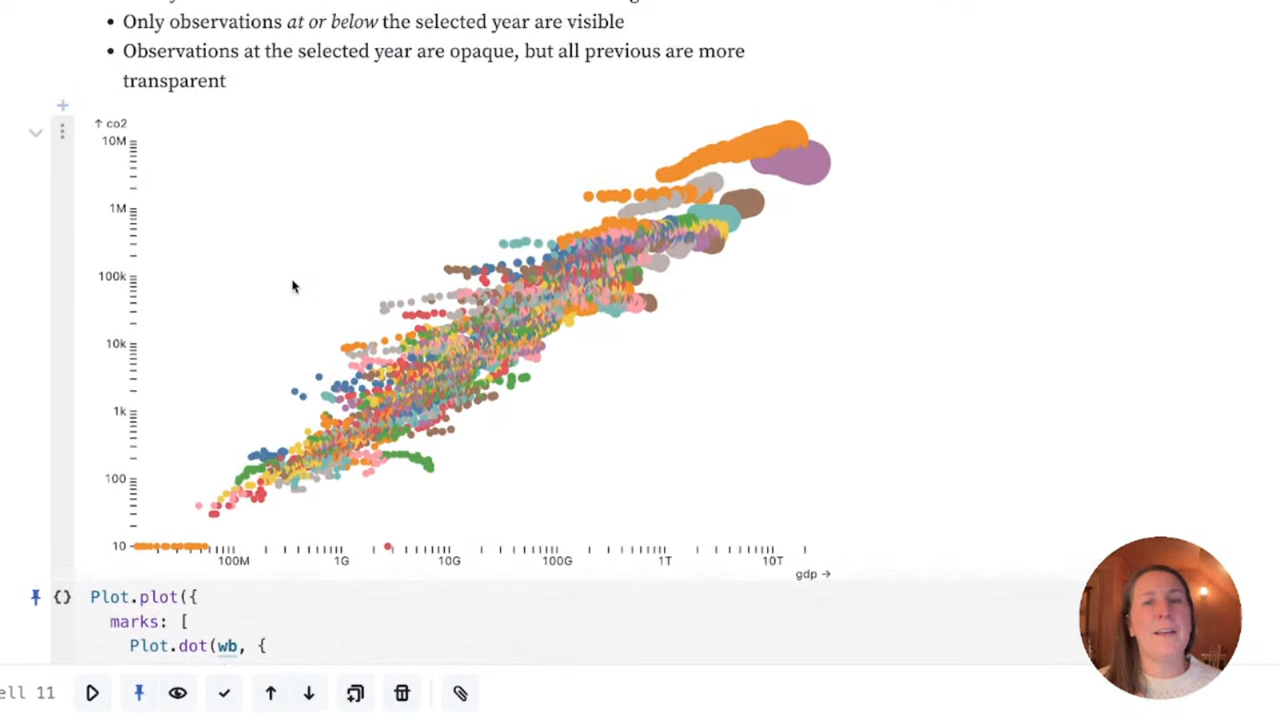 • Only observations at or below the selected year are visible
• Observations at the selected year are opaque, but all previous are more
transparent
↑ co2
10M
1M
100k
10k
1k
100
10
100M 1G 10G 100G 1T 10T
gdp →
{} Plot.plot({
marks: [
Plot.dot(wb, {
ell 11